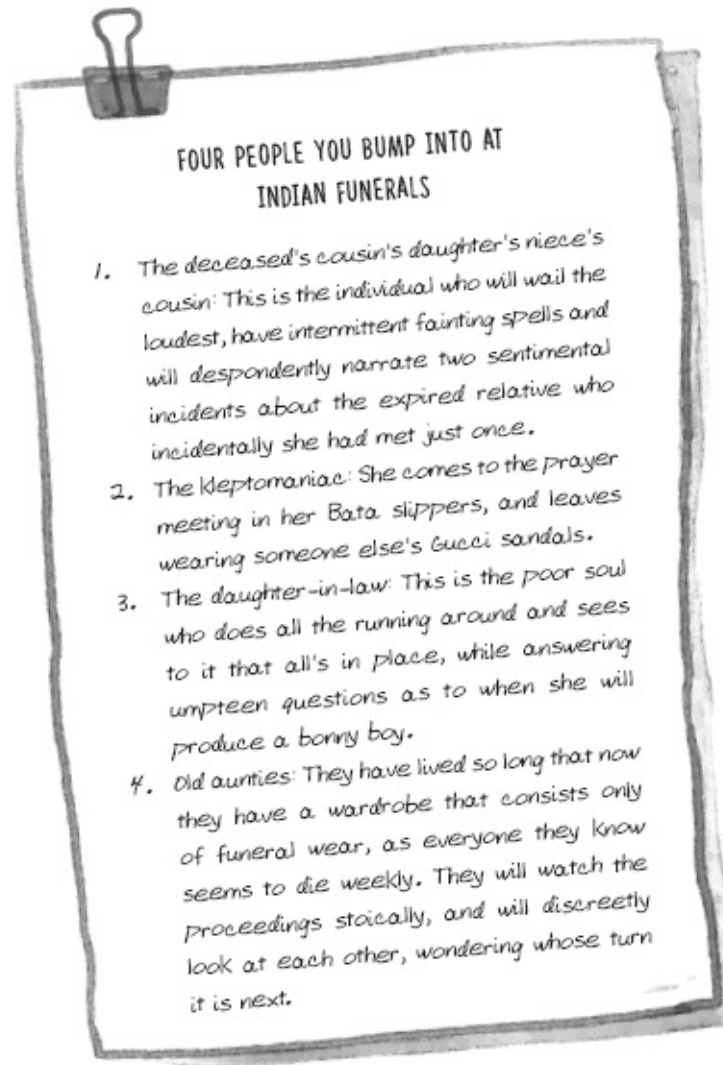 FOUR PEOPLE YOU BUMP INTO AT
INDIAN FUNERALS
1. The deceased's cousin's daughter's niece's
cousin: This is the individual who will wail the
loudest, have intermittent fainting spells and
will despondently narrate two sentimental
incidents about the expired relative who
incidentally she had met just once.
2. The kleptomaniac: She comes to the prayer
meeting in her Bata slippers, and leaves
wearing someone else's Gucci sandals.
3. The daughter-in-law: This is the poor soul
who does all the running around and sees
to it that all's in place, while answering
umpteen questions as to when she will
produce a bonny boy.
4. Old aunties: They have lived so long that now
they have a wardrobe that consists only
of funeral wear, as everyone they know
seems to die weekly. They will watch the
proceedings stoically, and will discreetly
look at each other, wondering whose turn
it is next.